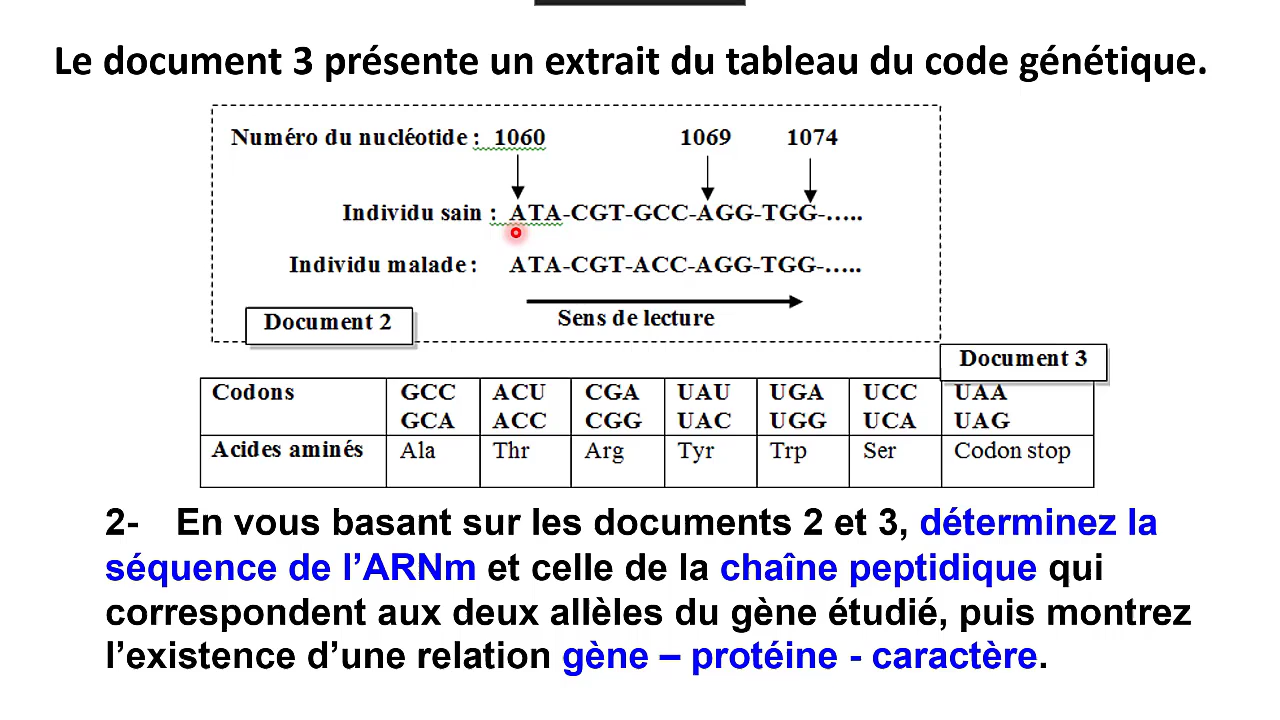 Le document 3 présente un extrait du tableau du code génétique.
Numéro du nucléotide : 1060 1069 1074
Individu sain : ATA-CGT-GCC-AGG-TGG-.....
Individu malade : ATA-CGT-ACC-AGG-TGG-.....
Sens de lecture
Document 2
Document 3
Codons GCC ACU CGA UAU UGA UCC UAA
GCA ACC CGG UAC UGG UCA UAG
Acides aminés Ala Thr Arg Tyr Trp Ser Codon stop
2- En vous basant sur les documents 2 et 3, déterminez la
séquence de l’ARNm et celle de la chaîne peptidique qui
correspondent aux deux allèles du gène étudié, puis montrez
l’existence d’une relation gène – protéine - caractère.